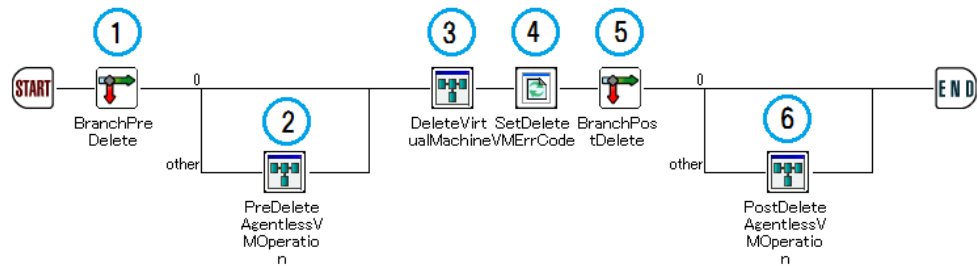 1
3
4
5
START
0
0
END
BranchPre
Delete
2
DeleteVirt
ualMachine
SetDelete
VMErrCode
BranchPos
tDelete
6
other
other
PreDelete
AgentlessV
MOperatio
n
PostDelete
AgentlessV
MOperatio
n